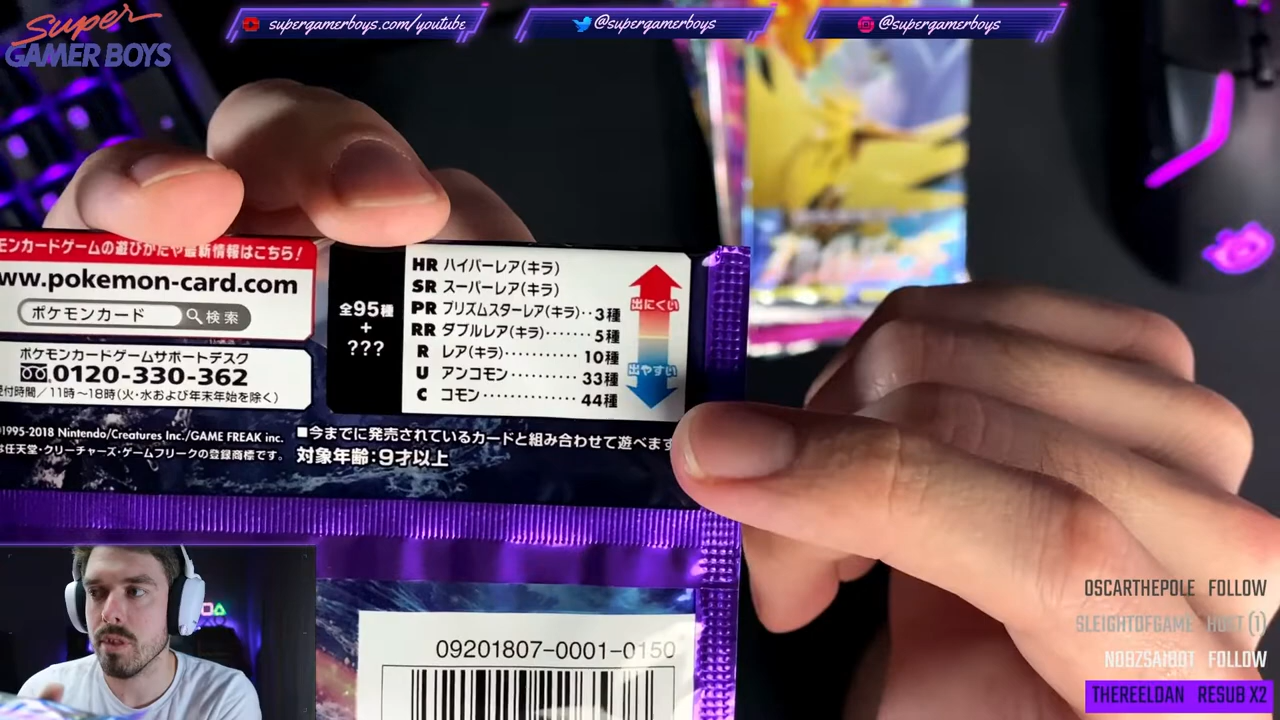 Super
GAMER BOYS
supergamerboys.com/youtube
@supergamerboys
@supergamerboys
モンカードゲームの遊びかたや最新情報はこちら!
ww.pokemon-card.com
ポケモンカード 検索
ポケモンカードゲームサポートデスク
0120-330-362
受付時間/11時~18時(火・水および年末年始を除く)
全95種
+
???
HR ハイパーレア(キラ)
SR スーパーレア(キラ)
PR プリズムスターレア(キラ)‥3種
RR ダブルレア(キラ)‥‥‥5種
R レア(キラ)‥‥‥‥‥10種
U アンコモン‥‥‥‥‥33種
C コモン‥‥‥‥‥‥‥44種
出にくい
出やすい
1995-2018 Nintendo/Creatures Inc./GAME FREAK inc.
は任天堂・クリーチャーズ・ゲームフリークの登録商標です。
■今までに発売されているカードと組み合わせて遊べます
対象年齢:9才以上
09201807-0001-0150
OSCARTHEPOLE FOLLOW
SLEIGHTOFGAME HOST (1)
NOBZSAIBOT FOLLOW
THEREELDAN RESUB X2